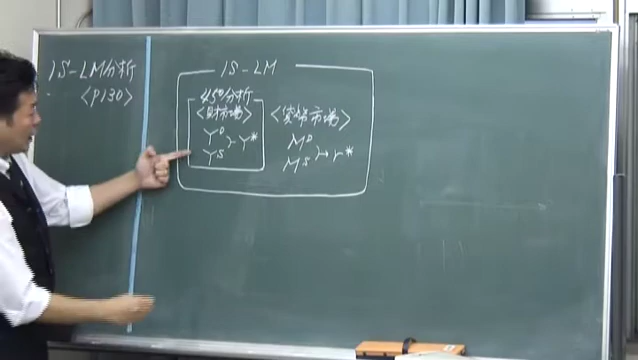 IS-LM分析
<P130>
IS-LM
45°分析
<財市場>
Y^D
Y^S
→Y*
<貨幣市場>
M^D
M^S
→r*